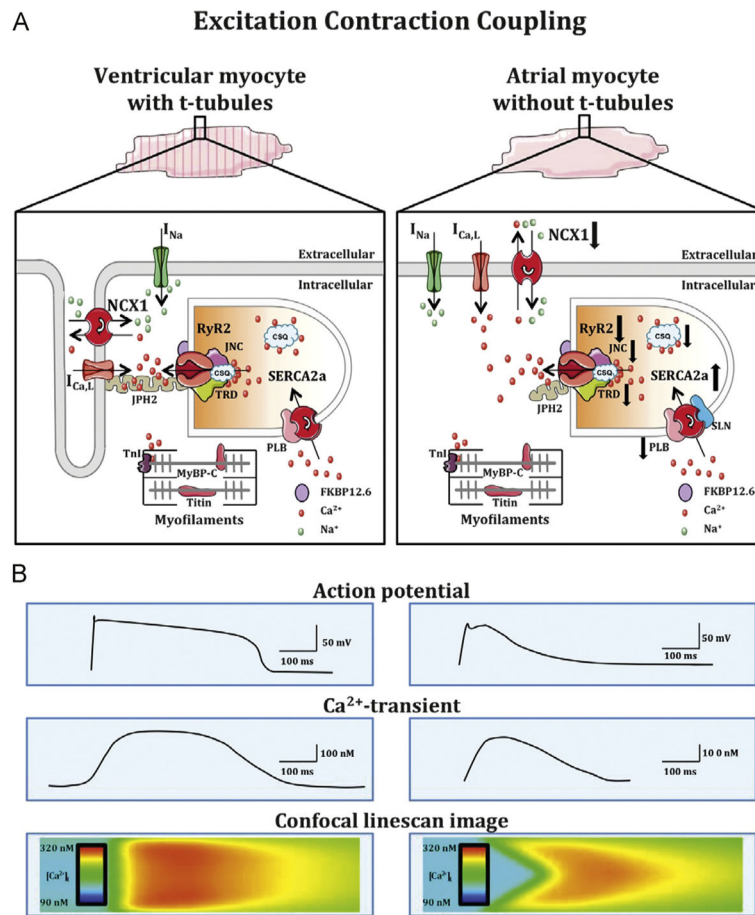 A
Excitation Contraction Coupling
Ventricular myocyte
with t-tubules
Atrial myocyte
without t-tubules
I_Na
Extracellular
Intracellular
NCX1
RyR2
JNC
CSQ
CSQ
I_Ca,L
JPH2
TRD
SERCA2a
PLB
TnI
MyBP-C
Titin
Myofilaments
FKBP12.6
Ca²⁺
Na⁺
I_Na
I_Ca,L
NCX1
Extracellular
Intracellular
RyR2
JNC
CSQ
CSQ
SERCA2a
JPH2
TRD
SLN
PLB
TnI
MyBP-C
Titin
Myofilaments
FKBP12.6
Ca²⁺
Na⁺
B
Action potential
50 mV
100 ms
50 mV
100 ms
Ca²⁺-transient
100 nM
100 ms
10 0 nM
100 ms
Confocal linescan image
320 nM
[Ca²⁺]i
90 nM
320 nM
[Ca²⁺]i
90 nM